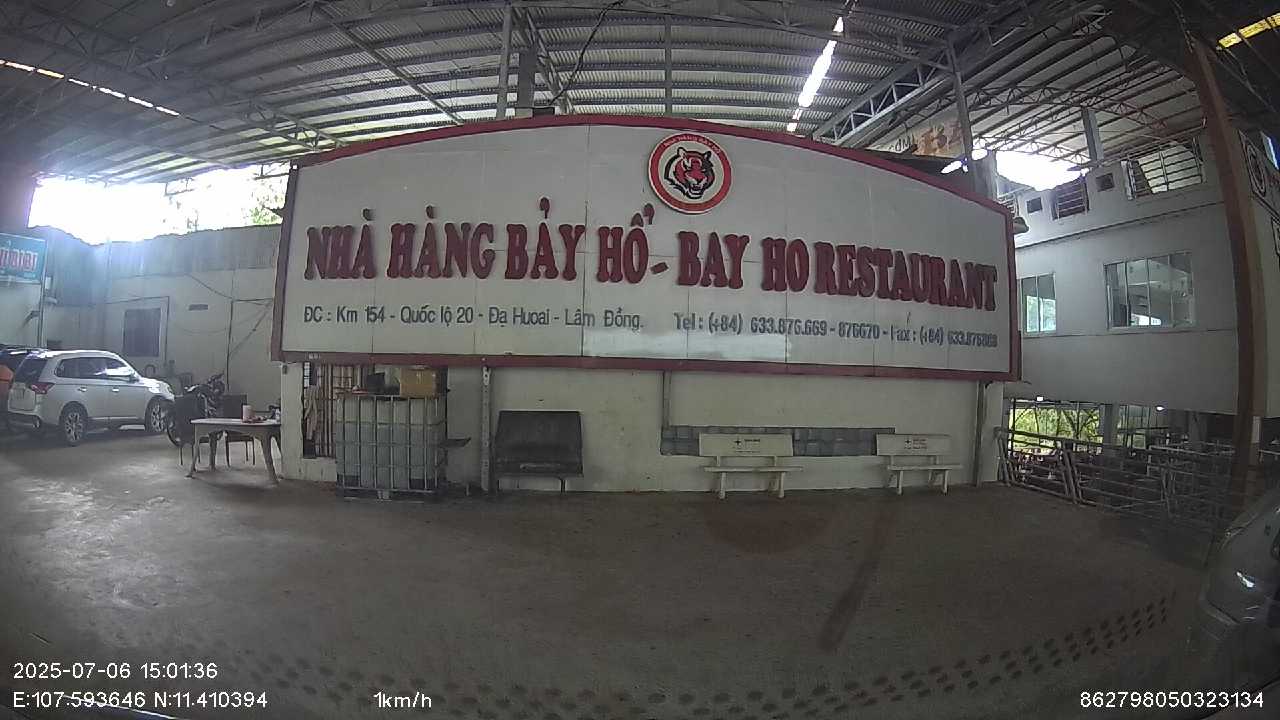 NHÀ HÀNG BẢY HỔ - BAY HO RESTAURANT
ĐC : Km 154 - Quốc lộ 20 - Đạ Huoai - Lâm Đồng. Tel : (+84) 633.876.669 - 876670 - Fax : (+84) 633.876868
2025-07-06 15:01:36
E:107.593646 N:11.410394 1km/h 862798050323134